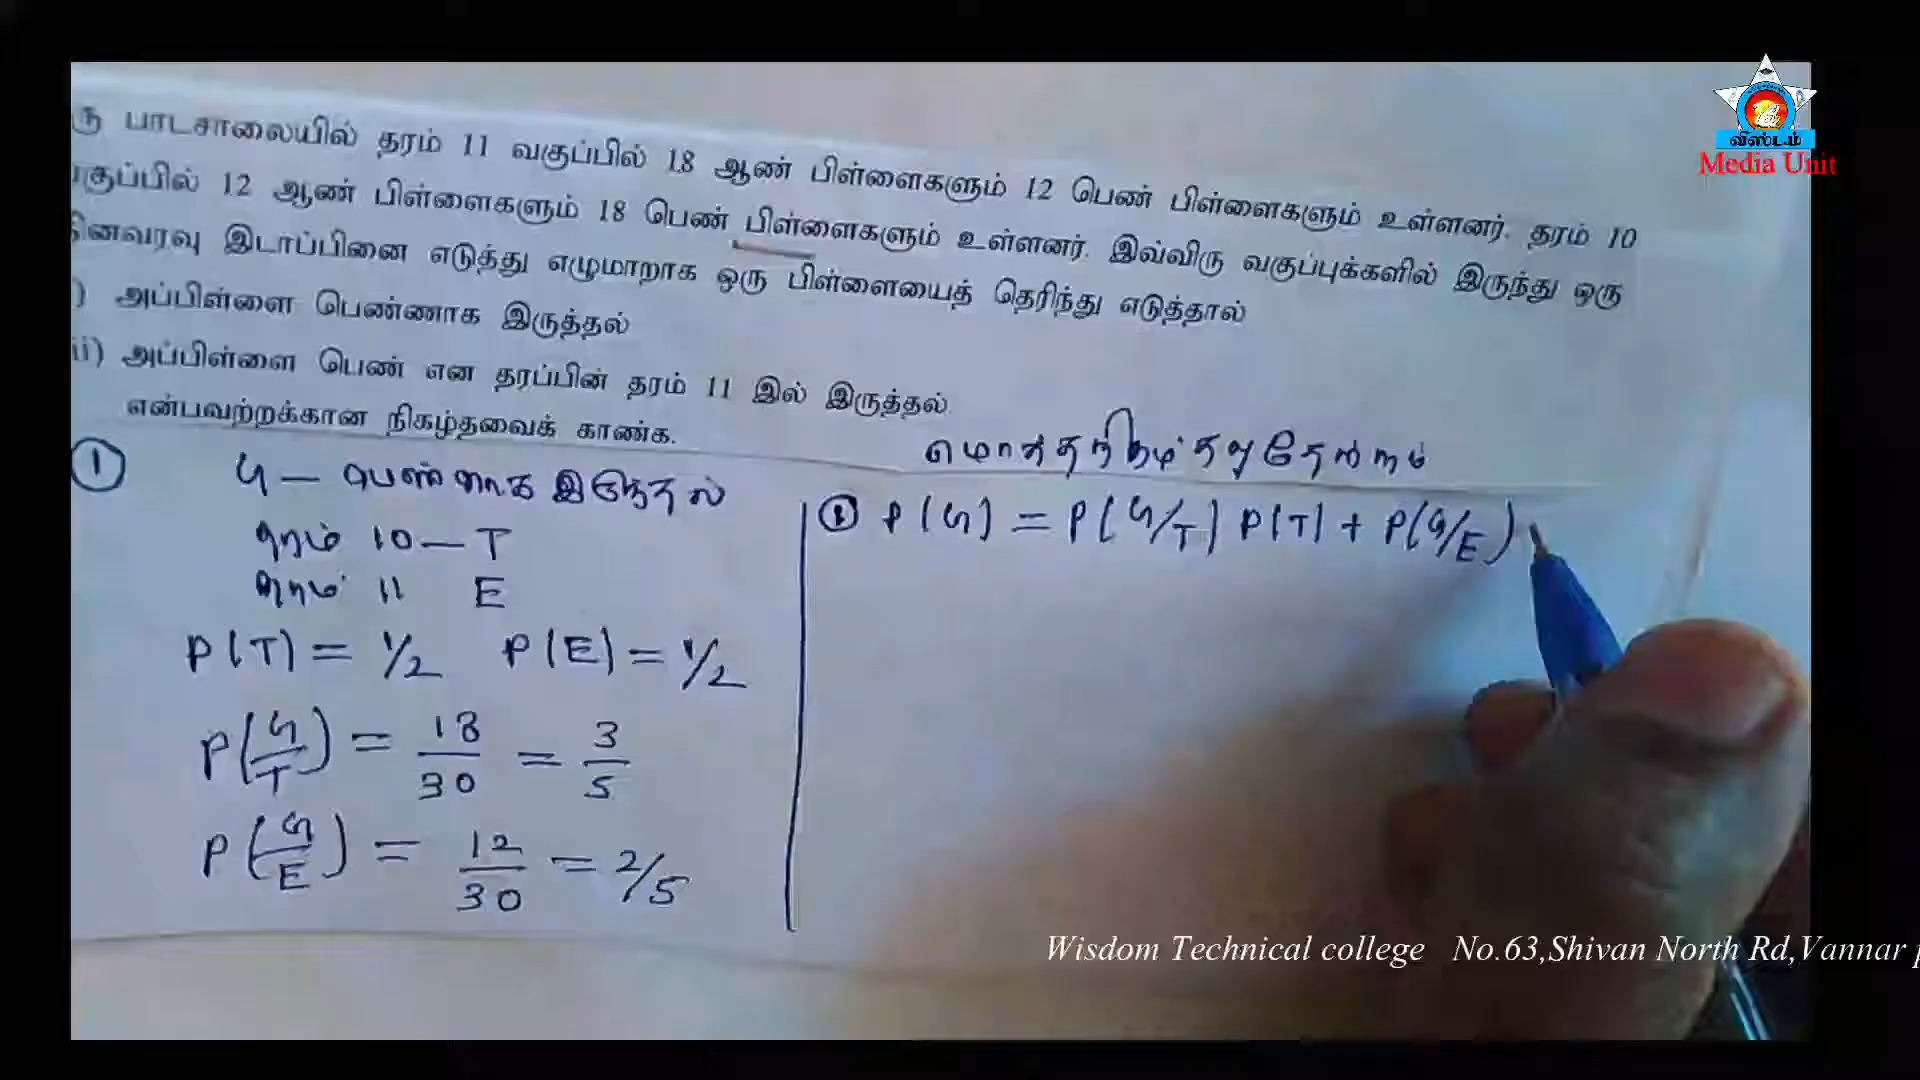 ரு பாடசாலையில் தரம் 11 வகுப்பில் 18 ஆண் பிள்ளைகளும் 12 பெண் பிள்ளைகளும் உள்ளனர். தரம் 10
குப்பில் 12 ஆண் பிள்ளைகளும் 18 பெண் பிள்ளைகளும் உள்ளனர். இவ்விரு வகுப்புக்களில் இருந்து ஒரு
தினவரவு இடாப்பினை எடுத்து எழுமாறாக ஒரு பிள்ளையைத் தெரிந்து எடுத்தால்
) அப்பிள்ளை பெண்ணாக இருத்தல்
ii) அப்பிள்ளை பெண் என தரப்பின் தரம் 11 இல் இருத்தல்
என்பவற்றக்கான நிகழ்தவைக் காண்க.
மொத்த நிகழ்தவு தேற்றம்
① G — பெண்ணாக இருத்தல்
தரம் 10 — T
தரம் 11 E
P(T) = 1/2 P(E) = 1/2
P(G/T) = 18/30 = 3/5
P(G/E) = 12/30 = 2/5
① P(G) = P(G/T) P(T) + P(G/E)
விஸ்டம்
Media Unit
Wisdom Technical college No.63,Shivan North Rd,Vannar